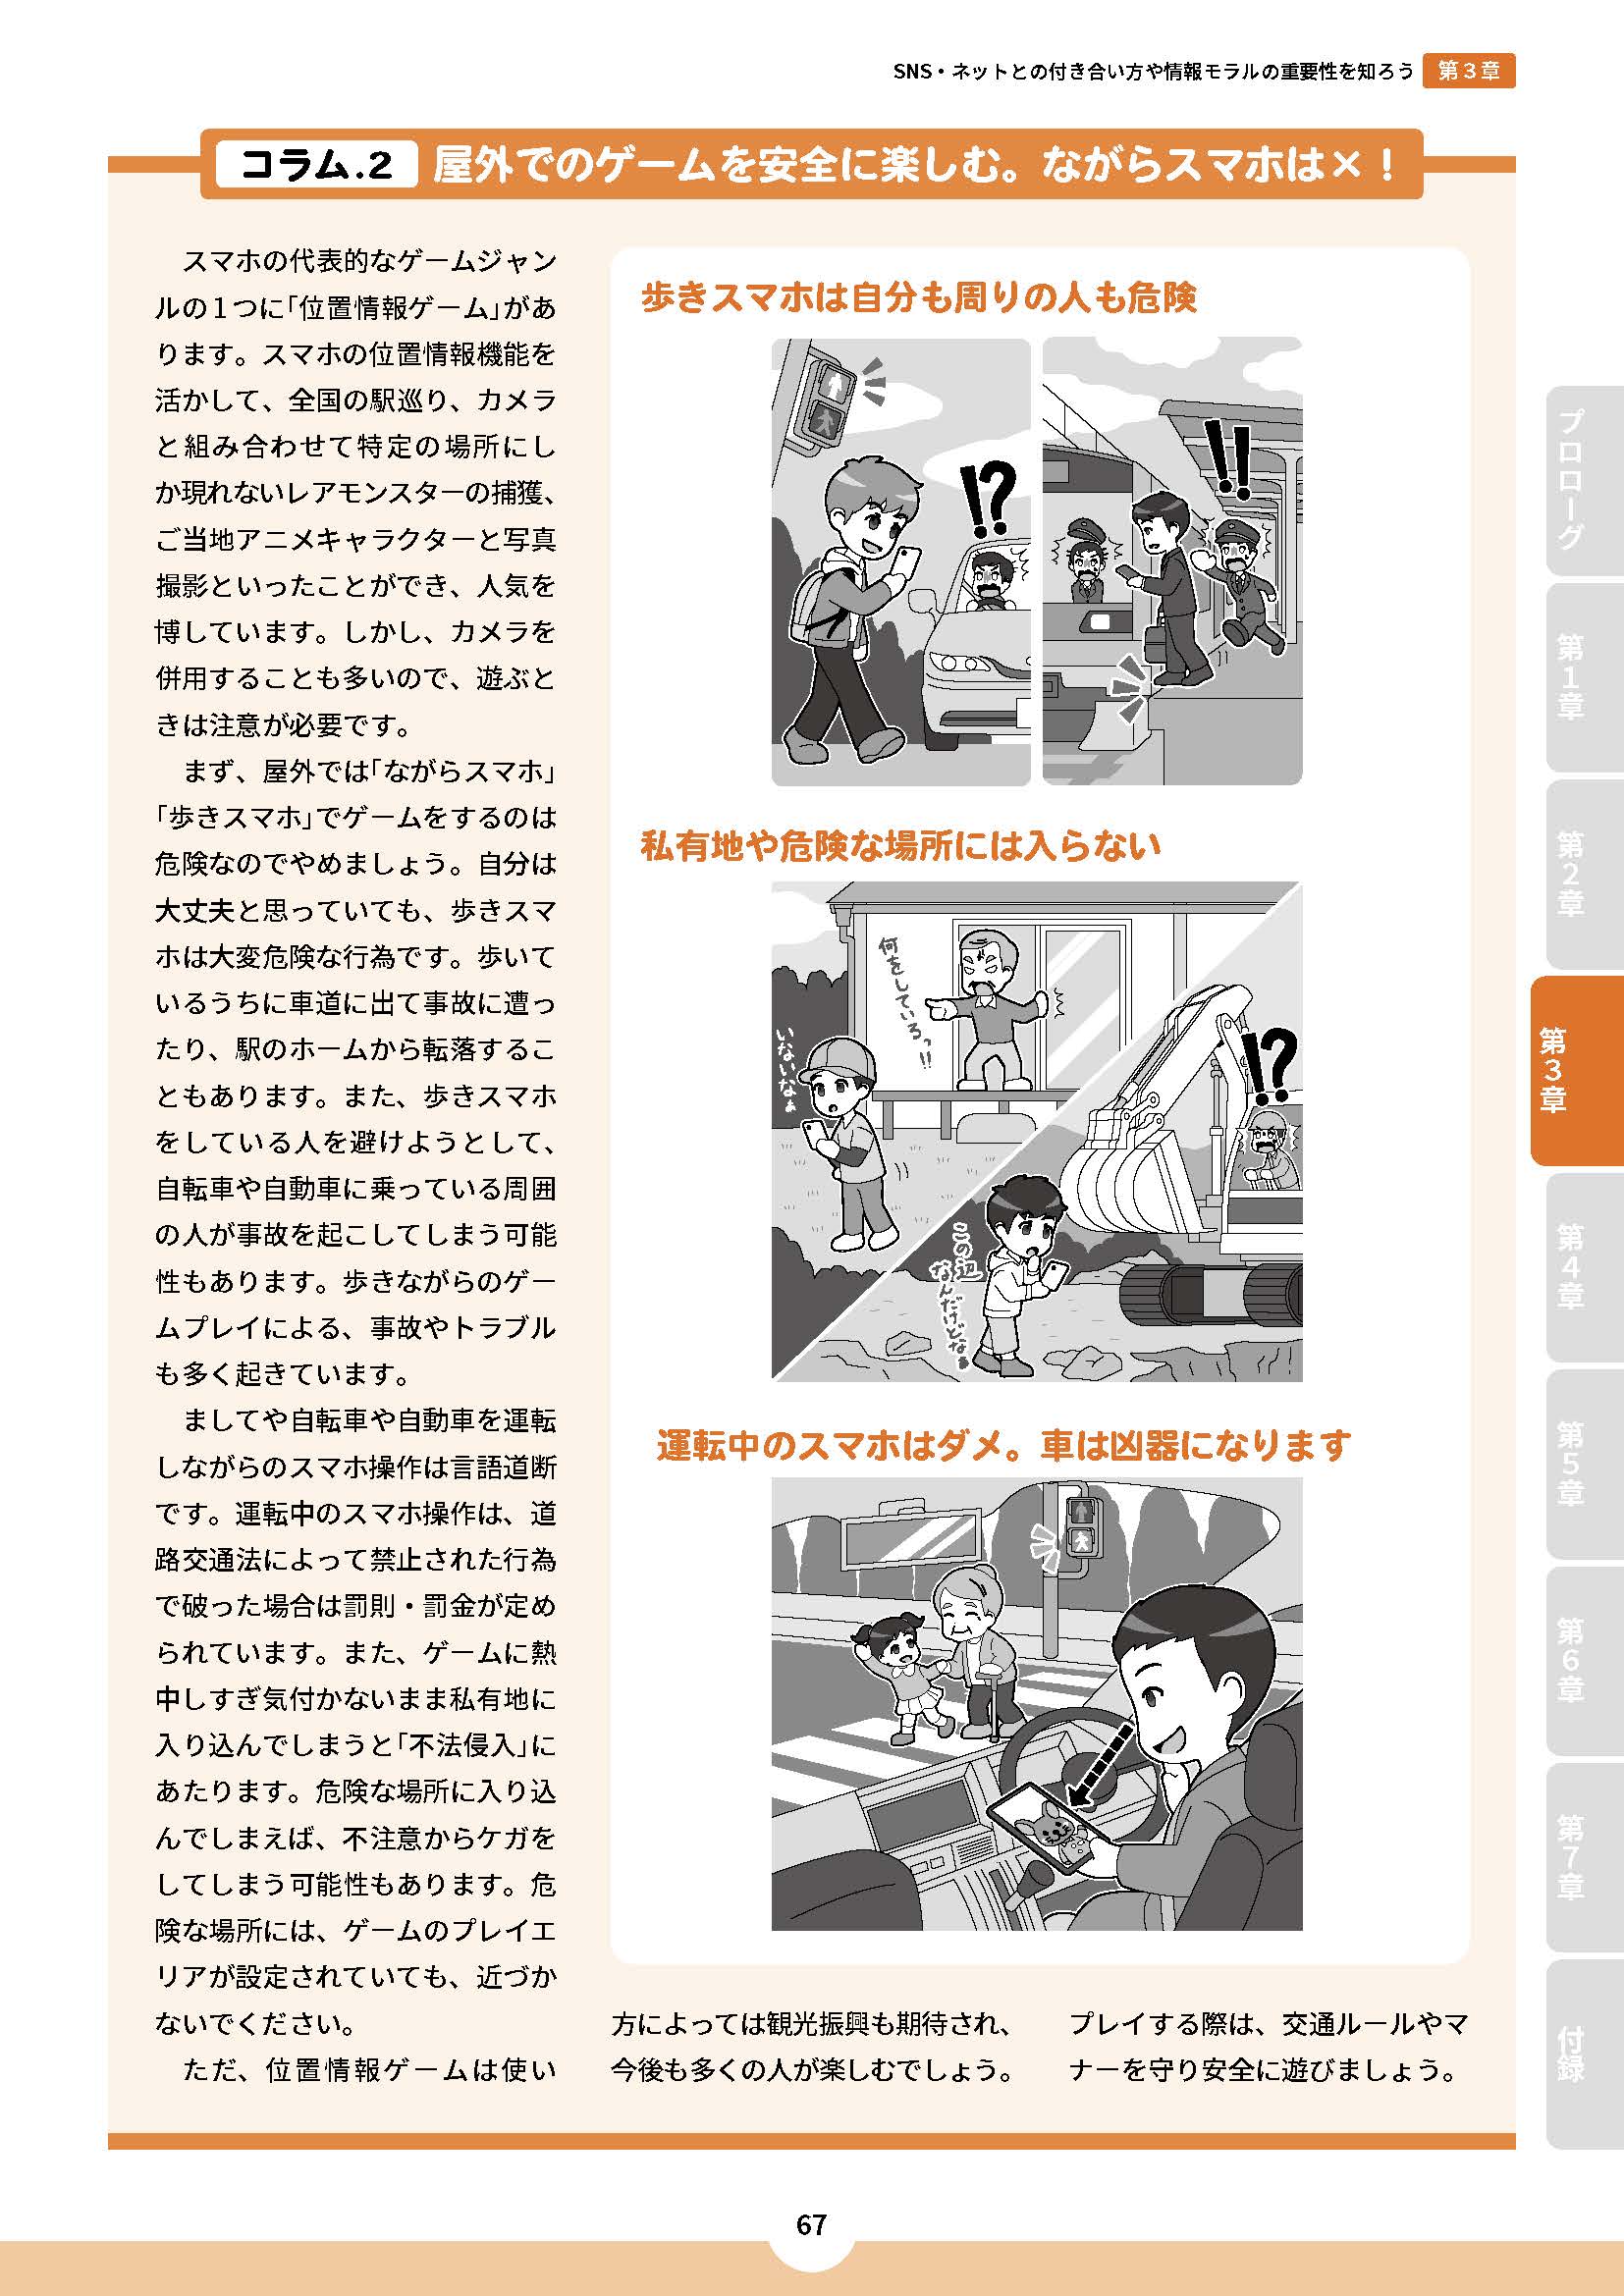 SNS・ネットとの付き合い方や情報モラルの重要性を知ろう 第３章
コラム.2 屋外でのゲームを安全に楽しむ。ながらスマホは×！
スマホの代表的なゲームジャン
ルの１つに「位置情報ゲーム」があ
ります。スマホの位置情報機能を
活かして、全国の駅巡り、カメラ
と組み合わせて特定の場所にし
か現れないレアモンスターの捕獲、
ご当地アニメキャラクターと写真
撮影といったことができ、人気を
博しています。しかし、カメラを
併用することも多いので、遊ぶと
きは注意が必要です。
まず、屋外では「ながらスマホ」
「歩きスマホ」でゲームをするのは
危険なのでやめましょう。自分は
大丈夫と思っていても、歩きスマ
ホは大変危険な行為です。歩いて
いるうちに車道に出て事故に遭っ
たり、駅のホームから転落するこ
ともあります。また、歩きスマホ
をしている人を避けようとして、
自転車や自動車に乗っている周囲
の人が事故を起こしてしまう可能
性もあります。歩きながらのゲー
ムプレイによる、事故やトラブル
も多く起きています。
ましてや自転車や自動車を運転
しながらのスマホ操作は言語道断
です。運転中のスマホ操作は、道
路交通法によって禁止された行為
で破った場合は罰則・罰金が定め
られています。また、ゲームに熱
中しすぎ気付かないまま私有地に
入り込んでしまうと「不法侵入」に
あたります。危険な場所に入り込
んでしまえば、不注意からケガを
してしまう可能性もあります。危
険な場所には、ゲームのプレイエ
リアが設定されていても、近づか
ないでください。
ただ、位置情報ゲームは使い
方によっては観光振興も期待され、
今後も多くの人が楽しむでしょう。
プレイする際は、交通ルールやマ
ナーを守り安全に遊びましょう。
歩きスマホは自分も周りの人も危険
!?
!!
私有地や危険な場所には入らない
何をしているっ!!
いないなぁ
!?
この辺
なんだけどなぁ
運転中のスマホはダメ。車は凶器になります
プロローグ
第１章
第２章
第３章
第４章
第５章
第６章
第７章
付録
67